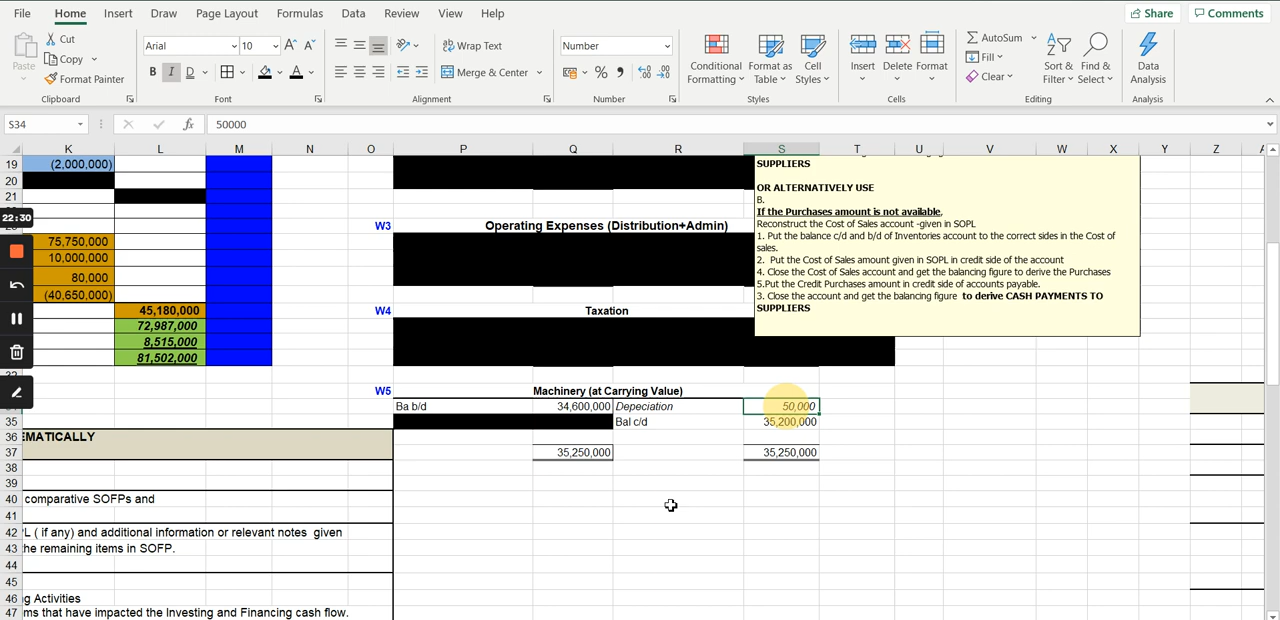 File Home Insert Draw Page Layout Formulas Data Review View Help Share Comments
Paste Cut Copy Format Painter Clipboard
Arial 10 A A B I D A Font
Wrap Text Merge & Center Alignment
Number % Number
Conditional Formatting Format as Table Cell Styles Styles
Insert Delete Format Cells
AutoSum Fill Clear Sort & Filter Find & Select Editing
Data Analysis Analysis
S34 fx 50000
K L M N O P Q R S T U V W X Y Z
19 (2,000,000)
20
21
22:30
W3 Operating Expenses (Distribution+Admin)
75,750,000
10,000,000
80,000
(40,650,000)
45,180,000 W4 Taxation
72,987,000
8,515,000
81,502,000
SUPPLIERS
OR ALTERNATIVELY USE
B.
If the Purchases amount is not available,
Reconstruct the Cost of Sales account -given in SOPL
1. Put the balance c/d and b/d of Inventories account to the correct sides in the Cost of
sales.
2. Put the Cost of Sales amount given in SOPL in credit side of the account
4. Close the Cost of Sales account and get the balancing figure to derive the Purchases
5.Put the Credit Purchases amount in credit side of accounts payable.
3. Close the account and get the balancing figure to derive CASH PAYMENTS TO
SUPPLIERS
W5 Machinery (at Carrying Value)
Ba b/d 34,600,000 Depeciation 50,000
35 Bal c/d 35,200,000
36 EMATICALLY
37 35,250,000 35,250,000
38
39
40 comparative SOFPs and
41
42 L ( if any) and additional information or relevant notes given
43 he remaining items in SOFP.
44
45
46 g Activities
47 ms that have impacted the Investing and Financing cash flow.